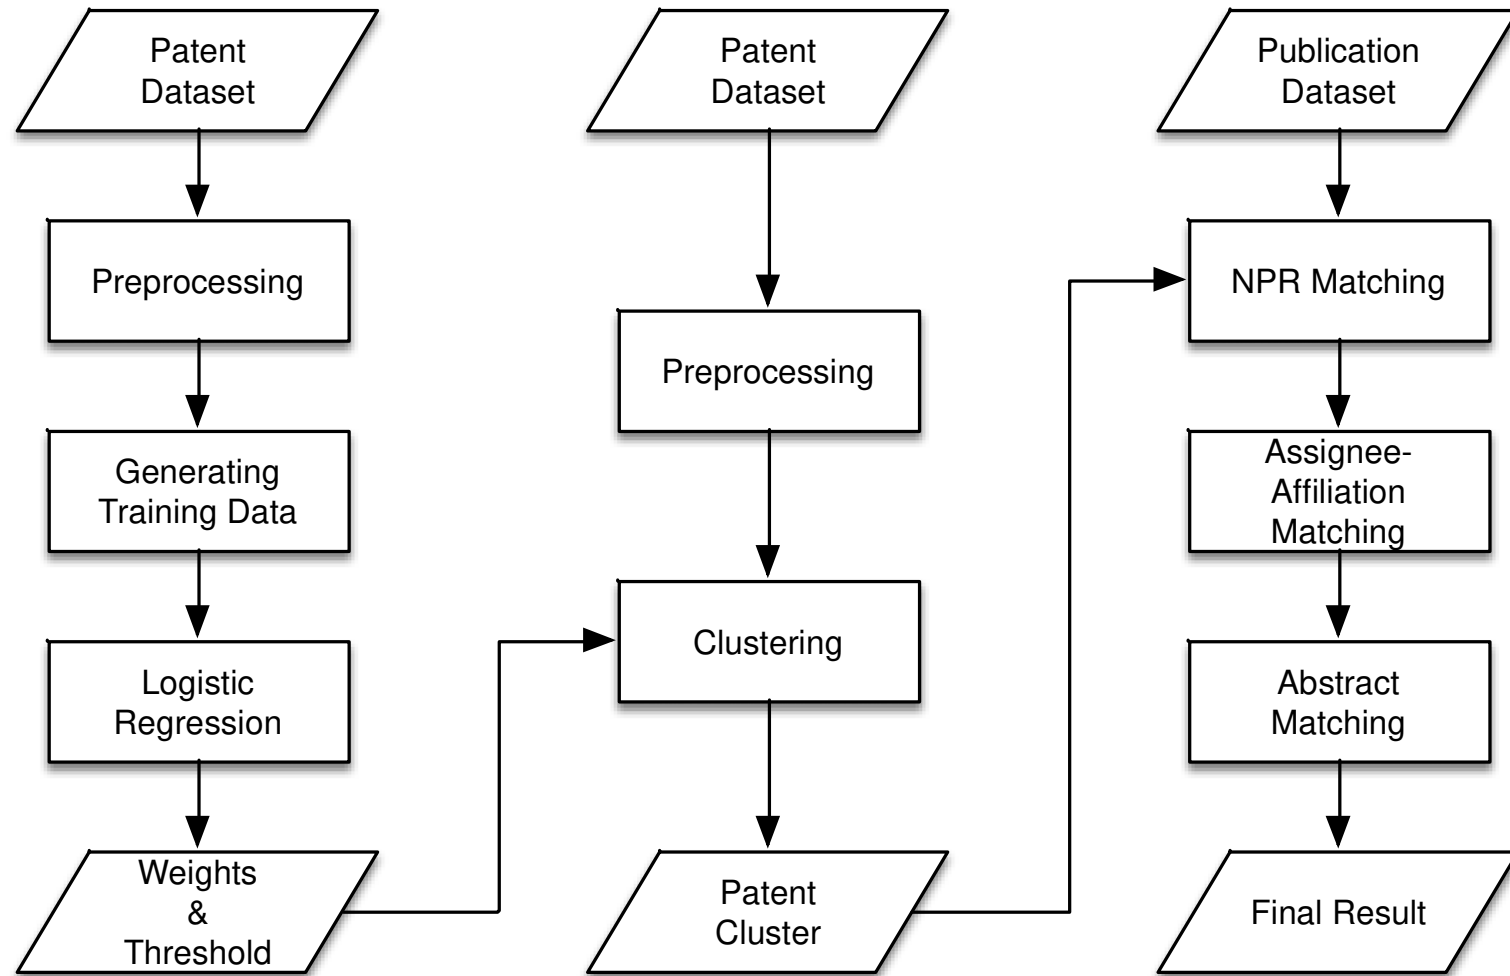 Patent
Dataset
Preprocessing
Generating
Training Data
Logistic
Regression
Weights
&
Threshold
Patent
Dataset
Preprocessing
Clustering
Patent
Cluster
Publication
Dataset
NPR Matching
Assignee-
Affiliation
Matching
Abstract
Matching
Final Result